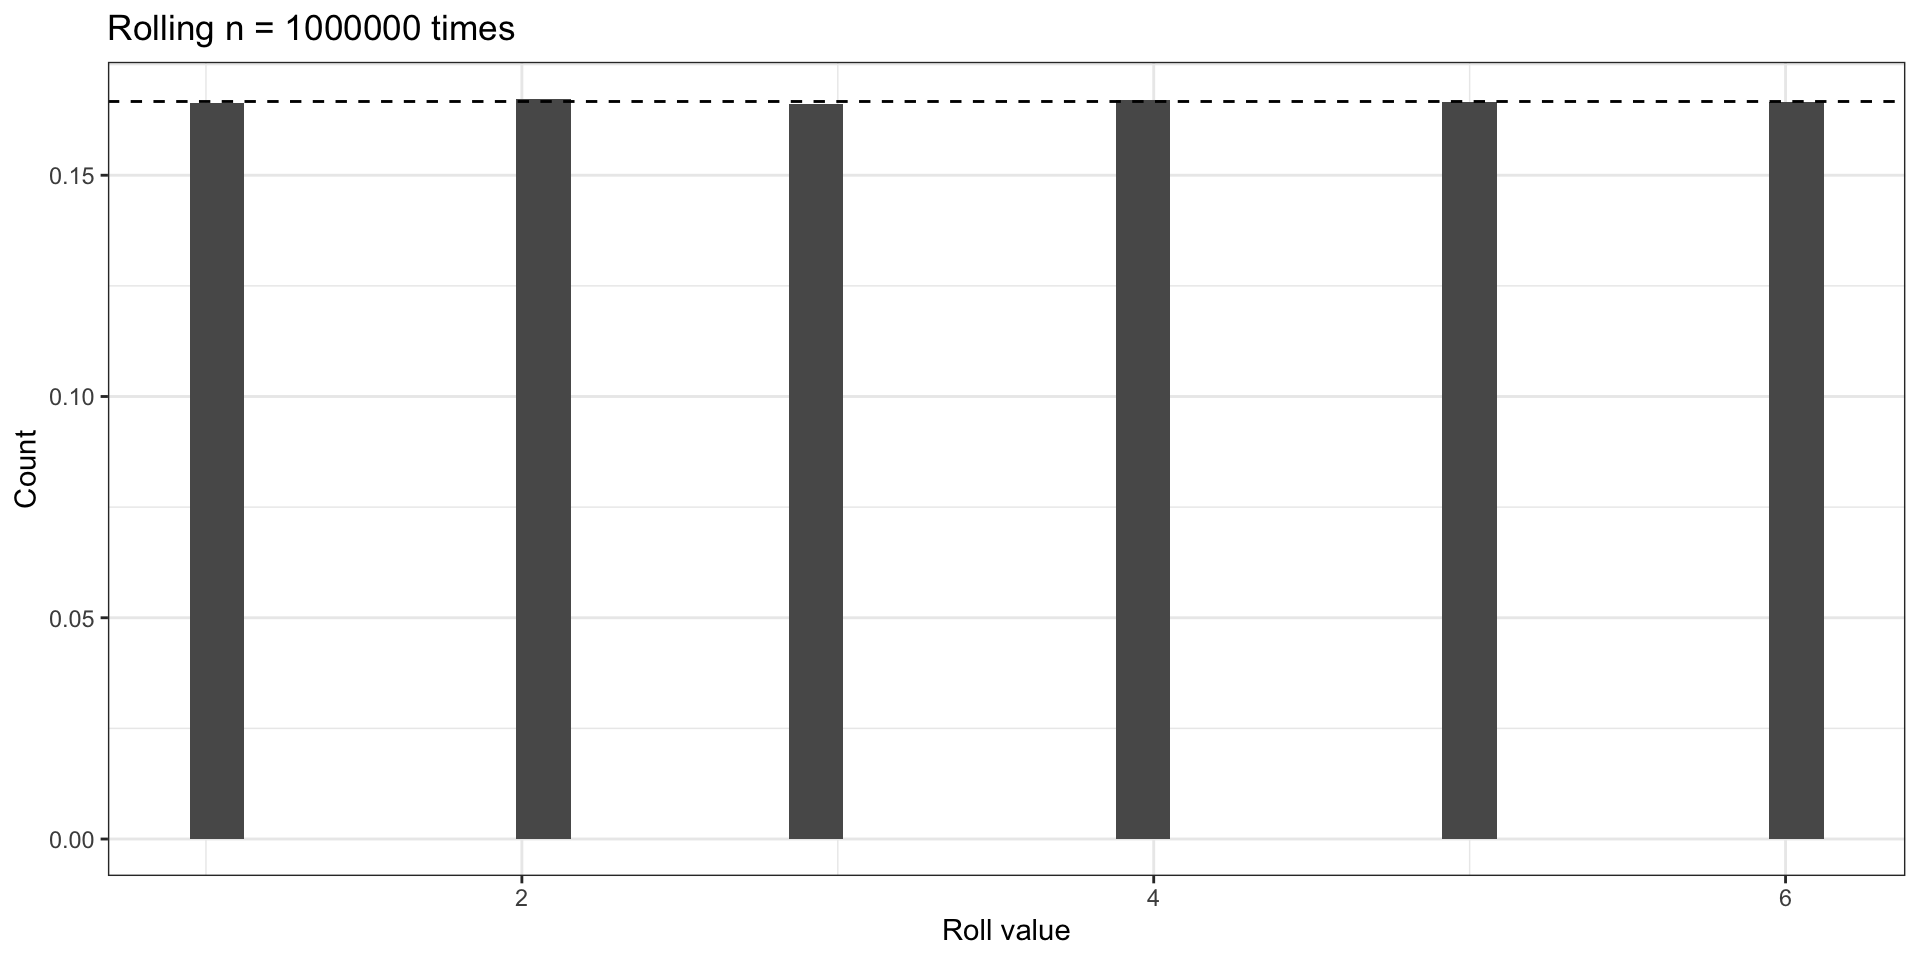 Rolling n = 1000000 times
0.15
0.10
0.05
0.00
Count
2
4
6
Roll value